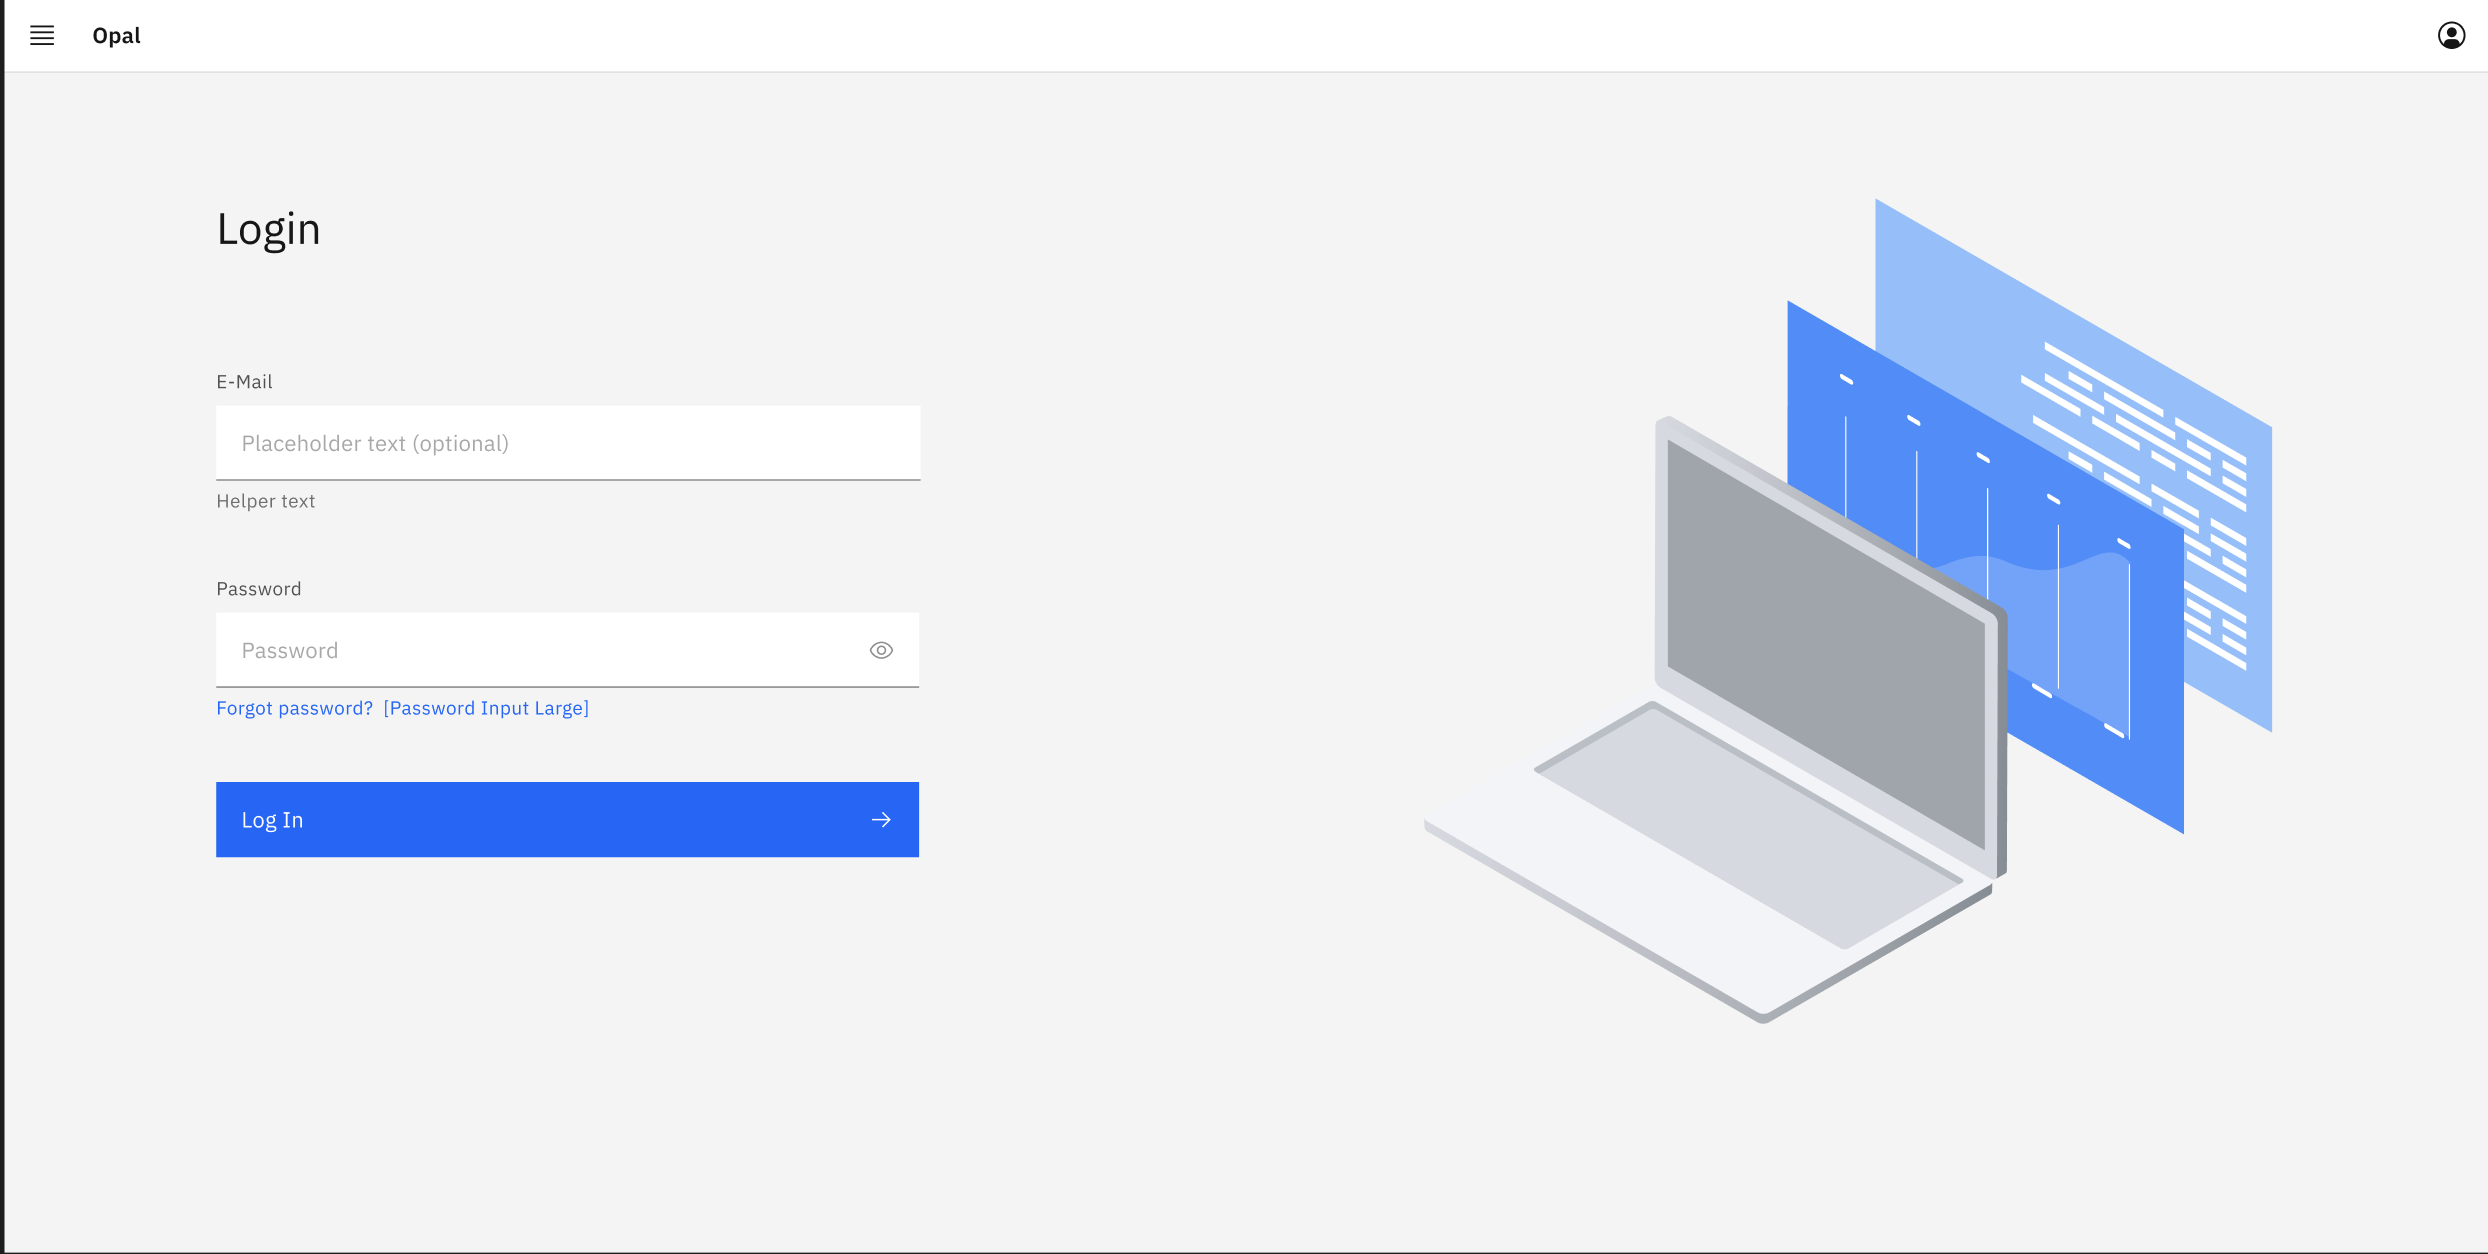 Opal
Login
E-Mail
Placeholder text (optional)
Helper text
Password
Password
Forgot password? [Password Input Large]
Log In